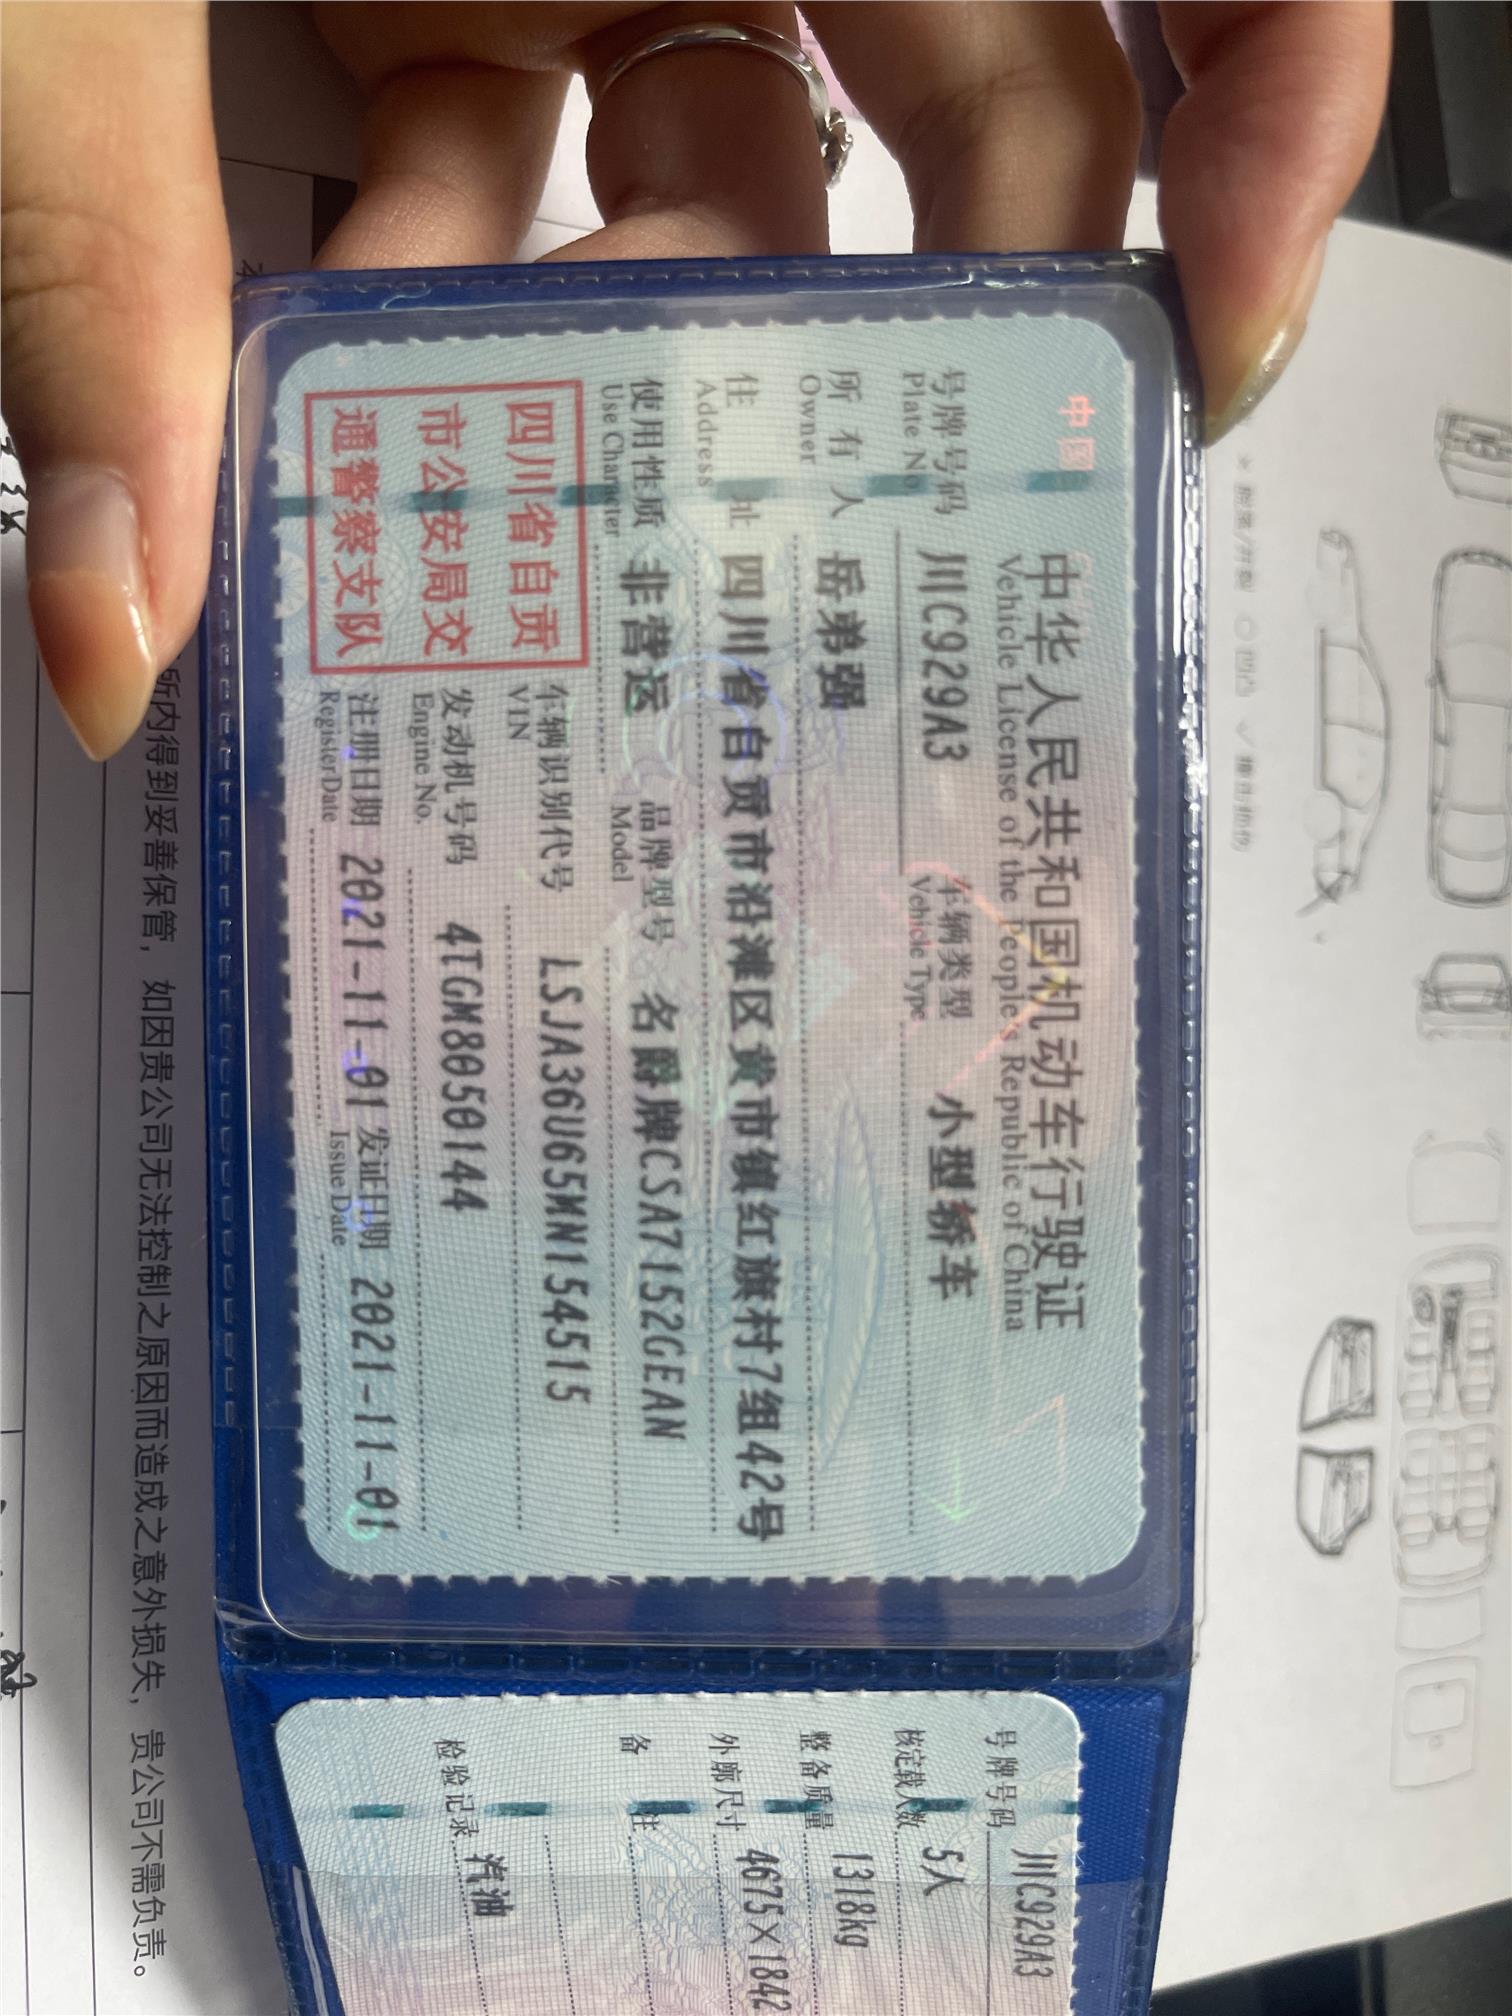 中国
中华人民共和国机动车行驶证
Vehicle License of the People's Republic of China
号牌号码 川C929A3 车辆类型 小型轿车
Plate No. Vehicle Type
所有人 岳弟强
Owner
住址 四川省自贡市沿滩区黄市镇红旗村7组42号
Address
使用性质 非营运 品牌型号 名爵牌CSA7152GEAN
Use Character Model
四川省自贡
市公安局交
通警察支队
车辆识别代号 LSJA36U65MN154515
VIN
发动机号码 4TGM8050144
Engine No.
注册日期 2021-11-01 发证日期 2021-11-01
Register Date Issue Date
号牌号码 川C929A3
核定载人数 5人
整备质量 1318kg
外廓尺寸 4675×1842
备注
检验记录 汽油
所内得到妥善保管，如因贵公司无法控制之原因而造成之意外损失，贵公司不需负责。